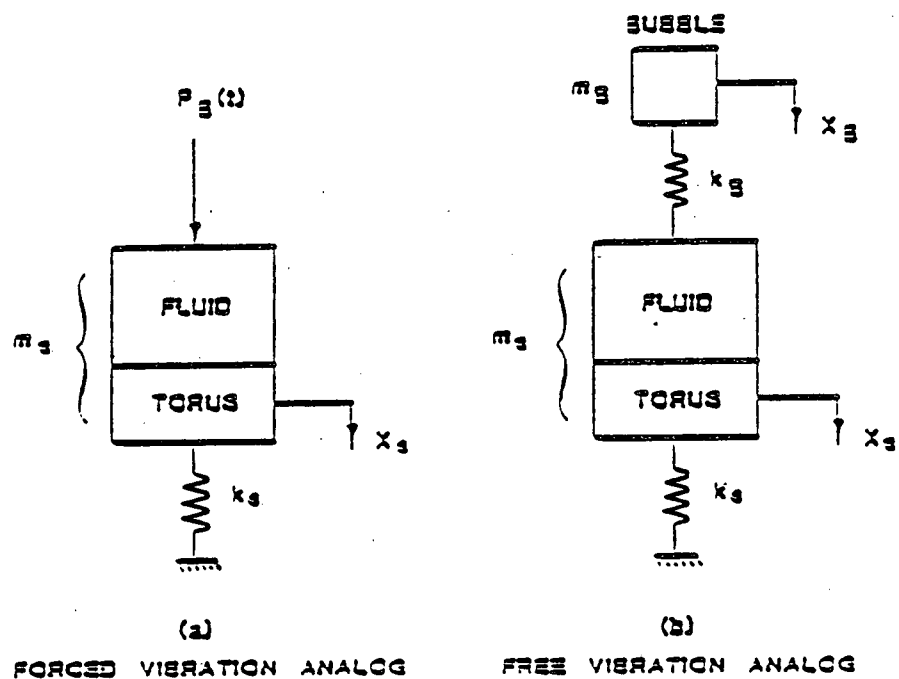 P_B(t)
m_s
FLUID
TORUS
X_s
k_s
(a)
FORCED VIBRATION ANALOG
BUBBLE
m_B
X_B
k_B
m_s
FLUID
TORUS
X_s
k_s
(b)
FREE VIBRATION ANALOG